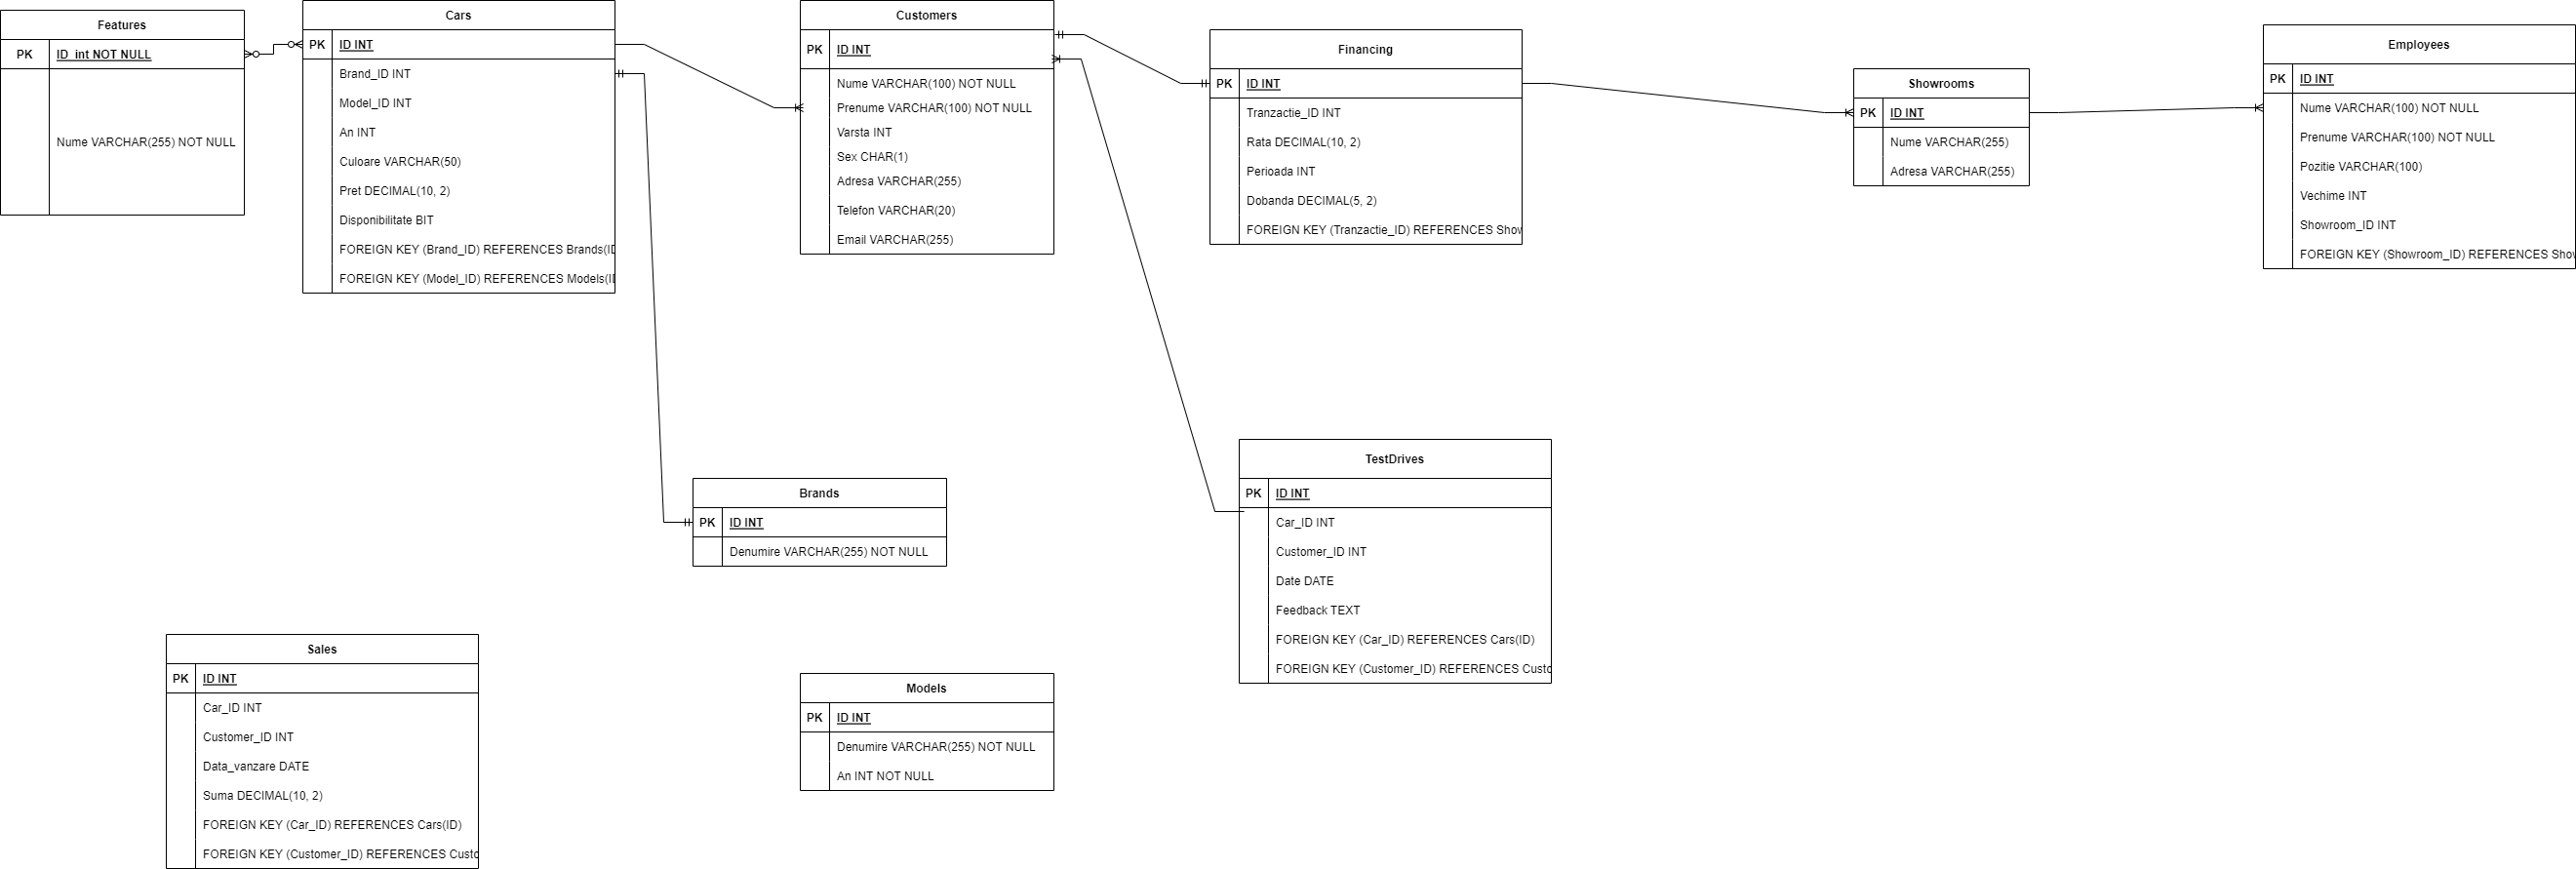 Features
PK ID int NOT NULL
Nume VARCHAR(255) NOT NULL
Cars
PK ID INT
Brand_ID INT
Model_ID INT
An INT
Culoare VARCHAR(50)
Pret DECIMAL(10, 2)
Disponibilitate BIT
FOREIGN KEY (Brand_ID) REFERENCES Brands(ID
FOREIGN KEY (Model_ID) REFERENCES Models(ID
Customers
PK ID INT
Nume VARCHAR(100) NOT NULL
Prenume VARCHAR(100) NOT NULL
Varsta INT
Sex CHAR(1)
Adresa VARCHAR(255)
Telefon VARCHAR(20)
Email VARCHAR(255)
Financing
PK ID INT
Tranzactie_ID INT
Rata DECIMAL(10, 2)
Perioada INT
Dobanda DECIMAL(5, 2)
FOREIGN KEY (Tranzactie_ID) REFERENCES Show
Showrooms
PK ID INT
Nume VARCHAR(255)
Adresa VARCHAR(255)
Employees
PK ID INT
Nume VARCHAR(100) NOT NULL
Prenume VARCHAR(100) NOT NULL
Pozitie VARCHAR(100)
Vechime INT
Showroom_ID INT
FOREIGN KEY (Showroom_ID) REFERENCES Show
Brands
PK ID INT
Denumire VARCHAR(255) NOT NULL
TestDrives
PK ID INT
Car_ID INT
Customer_ID INT
Date DATE
Feedback TEXT
FOREIGN KEY (Car_ID) REFERENCES Cars(ID)
FOREIGN KEY (Customer_ID) REFERENCES Custo
Sales
PK ID INT
Car_ID INT
Customer_ID INT
Data_vanzare DATE
Suma DECIMAL(10, 2)
FOREIGN KEY (Car_ID) REFERENCES Cars(ID)
FOREIGN KEY (Customer_ID) REFERENCES Custo
Models
PK ID INT
Denumire VARCHAR(255) NOT NULL
An INT NOT NULL